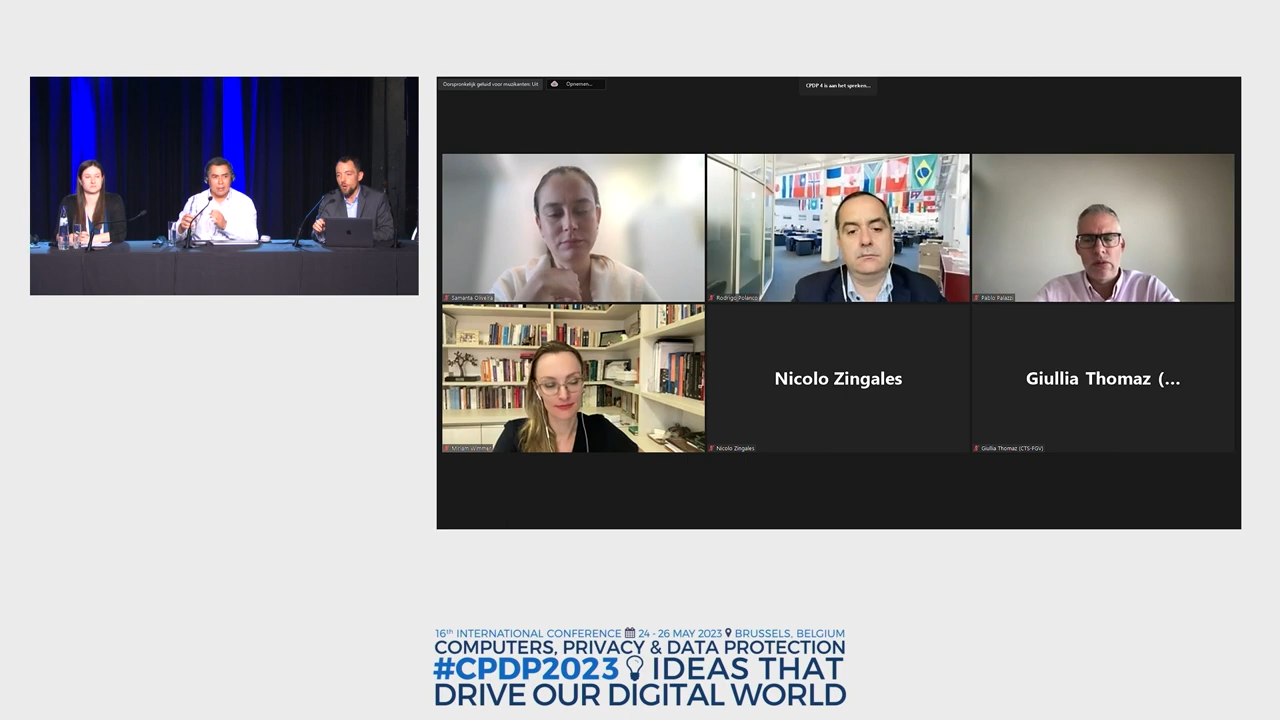 Oorspronkelijk geluid voor muzikanten: Uit
Opnemen...
CPDP 4 is aan het spreken...
Samanta Oliveira
Rodrigo Polanco
Pablo Palazzi
Miriam Wimmer
Nicolo Zingales
Nicolo Zingales
Giullia Thomaz (...
Giullia Thomaz (CTS-FGV)
16th INTERNATIONAL CONFERENCE 24 - 26 MAY 2023 BRUSSELS, BELGIUM
COMPUTERS, PRIVACY & DATA PROTECTION
#CPDP2023 IDEAS THAT
DRIVE OUR DIGITAL WORLD